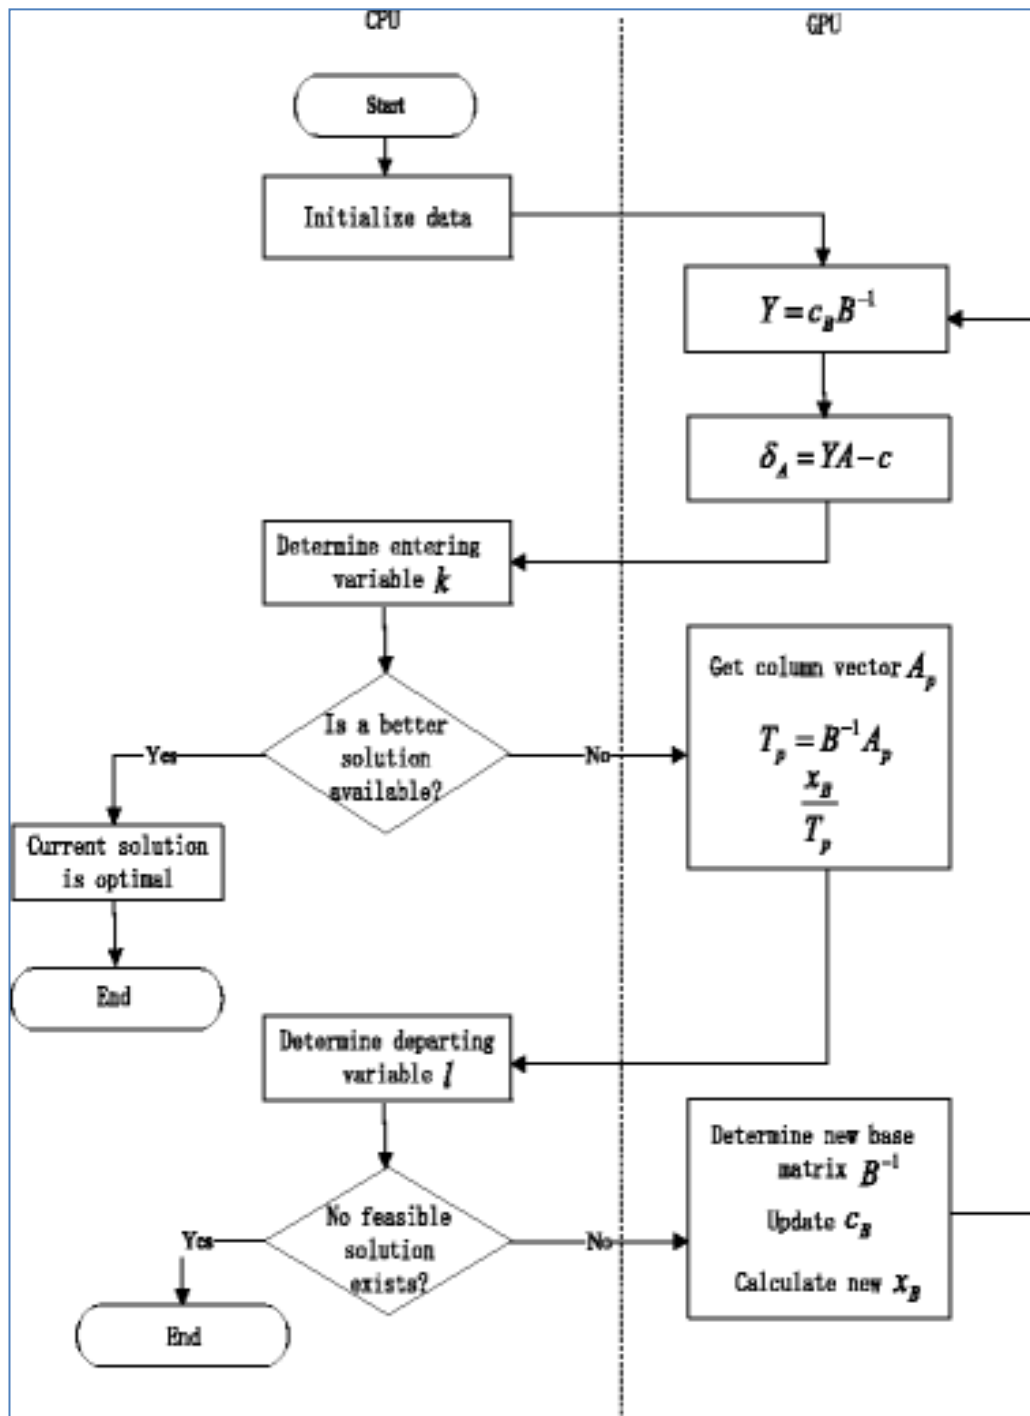 CPU
GPU
Start
Initialize data
Y = c_B B^{-1}
δ_A = YA - c
Determine entering
variable k
Get column vector A_p
T_p = B^{-1} A_p
x_B
T_p
Is a better
solution
available?
Yes
No
Current solution
is optimal
End
Determine departing
variable l
Determine new base
matrix B^{-1}
Update c_B
Calculate new x_B
No feasible
solution
exists?
Yes
No
End